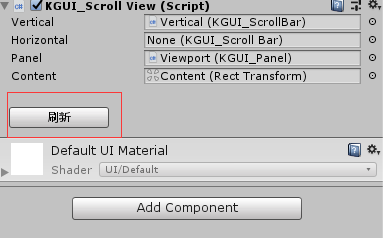 KGUI_Scroll View (Script)
Vertical Vertical (KGUI_ScrollBar)
Horizontal None (KGUI_Scroll Bar)
Panel Viewport (KGUI_Panel)
Content Content (Rect Transform)
刷新
Default UI Material
Shader UI/Default
Add Component